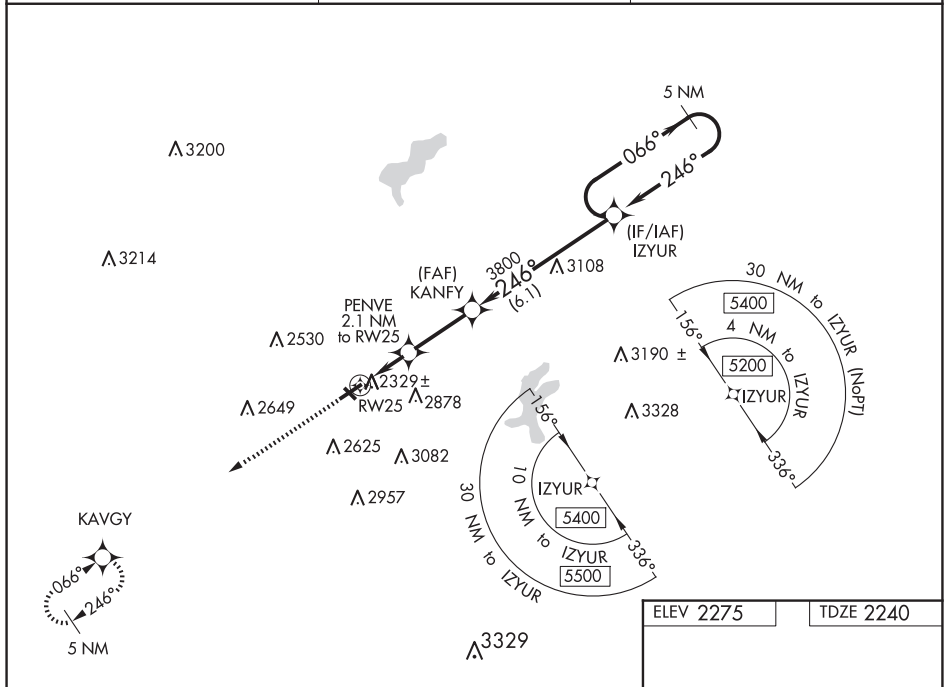 5 NM
066°
246°
3200
(IF/IAF)
IZYUR
3214
3800
246°
(6.1)
3108
(FAF)
KANFY
30 NM to IZYUR (NoPT)
5400
156°
4 NM to IZYUR
5200
IZYUR
336°
PENVE
2.1 NM
to RW25
2530
3190 ±
2329±
RW25
2878
2649
3328
2625
3082
2957
156°
IZYUR
10 NM to IZYUR
5400
30 NM to IZYUR
5500
336°
KAVGY
066°
246°
5 NM
3329
ELEV 2275
TDZE 2240